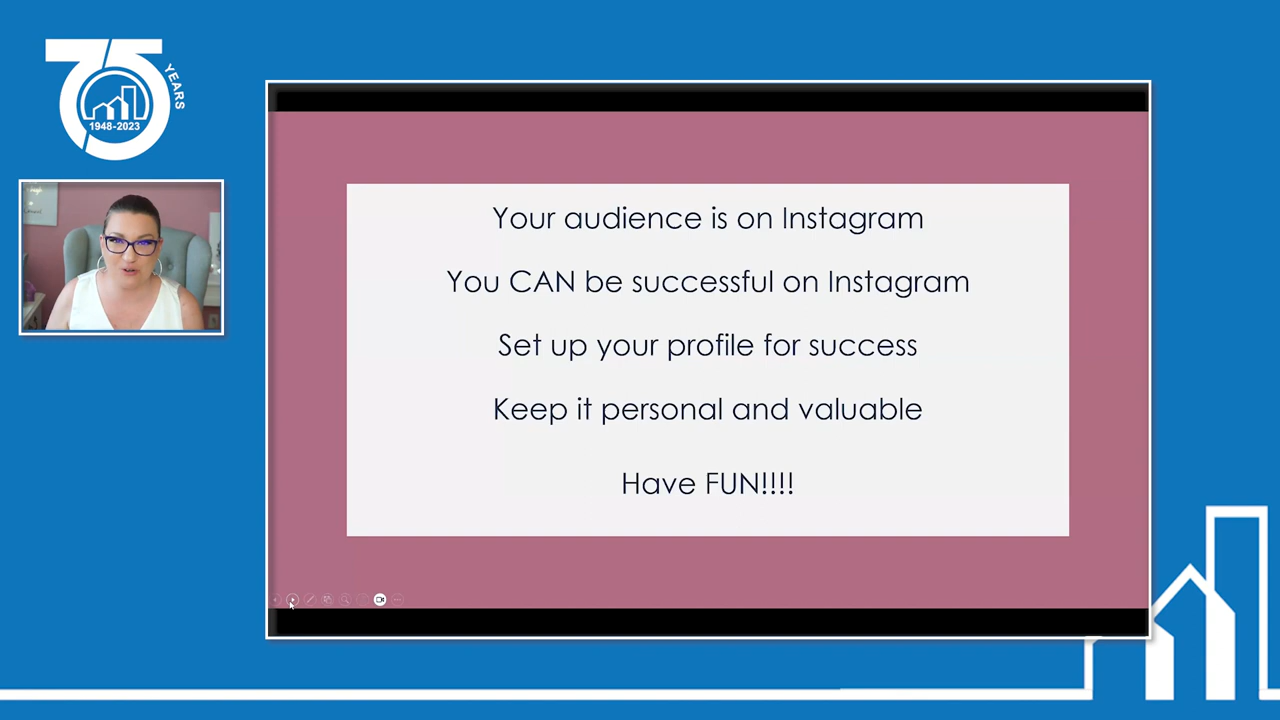 75
YEARS
1948-2023
Your audience is on Instagram
You CAN be successful on Instagram
Set up your profile for success
Keep it personal and valuable
Have FUN!!!!